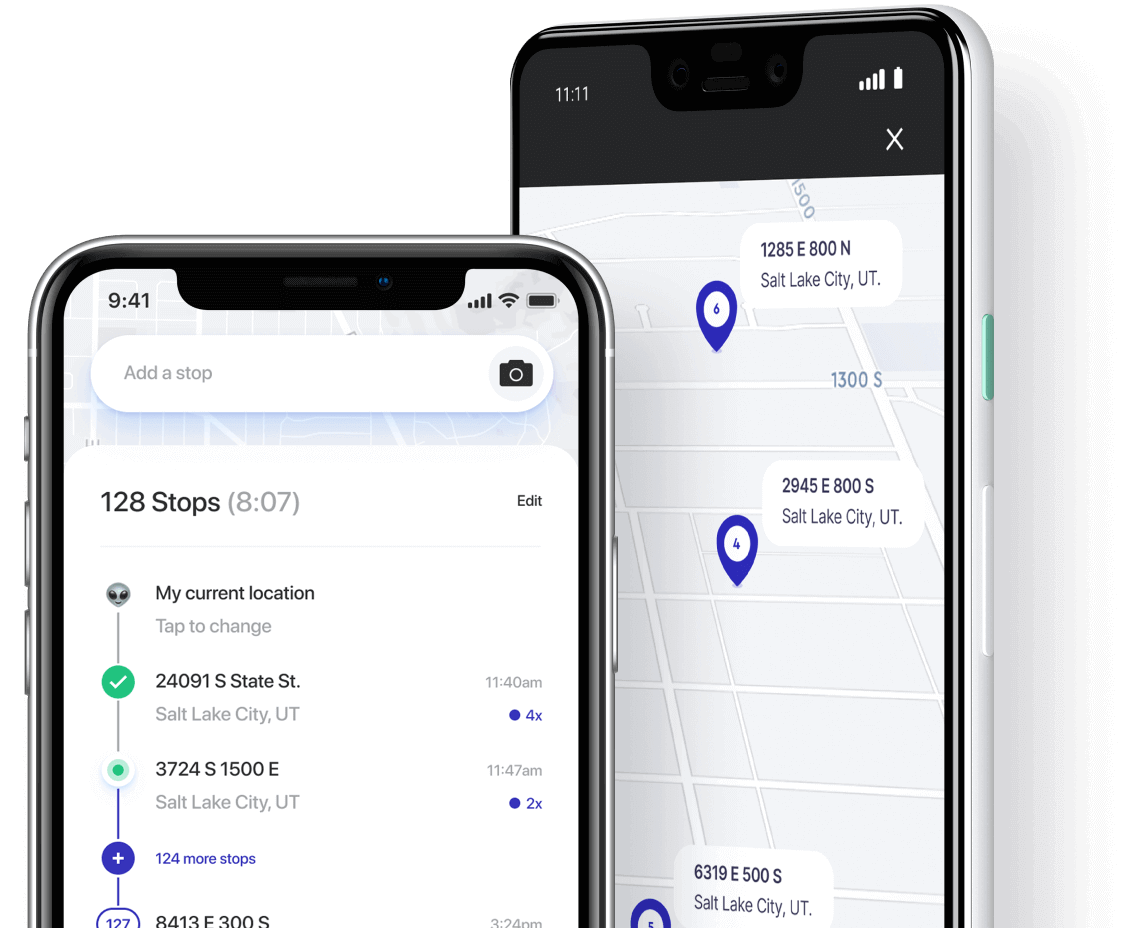 9:41
Add a stop
128 Stops (8:07)
Edit
My current location
Tap to change
24091 S State St.
11:40am
Salt Lake City, UT
4x
3724 S 1500 E
11:47am
Salt Lake City, UT
2x
124 more stops
127
8413 E 300 S
3:24pm
11:11
X
1500
1285 E 800 N
Salt Lake City, UT.
6
1300 S
2945 E 800 S
Salt Lake City, UT.
4
6319 E 500 S
Salt Lake City, UT.
5